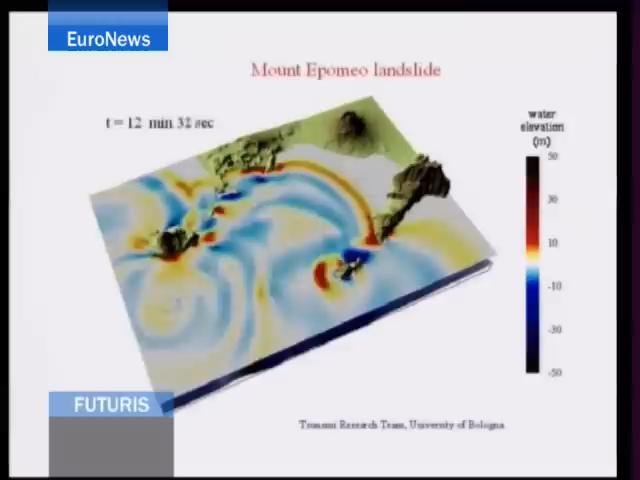 EuroNews
Mount Epomeo landslide
t = 12 min 32 sec
water
elevation
(m)
50
30
10
-10
-30
-50
FUTURIS
Tsunami Research Team, University of Bologna